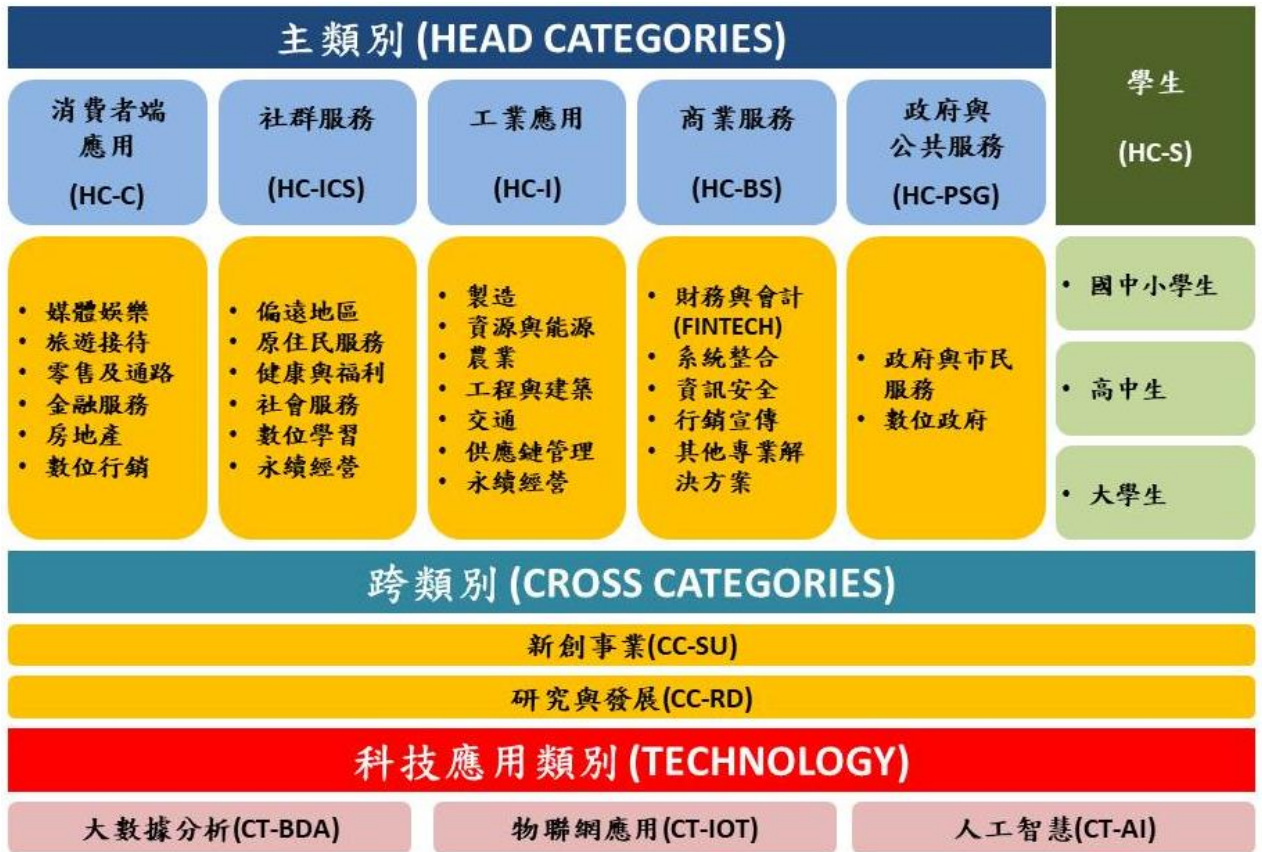 主類別 (HEAD CATEGORIES)
消費者端
應用
(HC-C)
社群服務
(HC-ICS)
工業應用
(HC-I)
商業服務
(HC-BS)
政府與
公共服務
(HC-PSG)
學生
(HC-S)
• 媒體娛樂
• 旅遊接待
• 零售及通路
• 金融服務
• 房地產
• 數位行銷
• 偏遠地區
• 原住民服務
• 健康與福利
• 社會服務
• 數位學習
• 永續經營
• 製造
• 資源與能源
• 農業
• 工程與建築
• 交通
• 供應鏈管理
• 永續經營
• 財務與會計
(FINTECH)
• 系統整合
• 資訊安全
• 行銷宣傳
• 其他專業解
決方案
• 政府與市民
服務
• 數位政府
• 國中小學生
• 高中生
• 大學生
跨類別 (CROSS CATEGORIES)
新創事業(CC-SU)
研究與發展(CC-RD)
科技應用類別 (TECHNOLOGY)
大數據分析(CT-BDA)
物聯網應用(CT-IOT)
人工智慧(CT-AI)